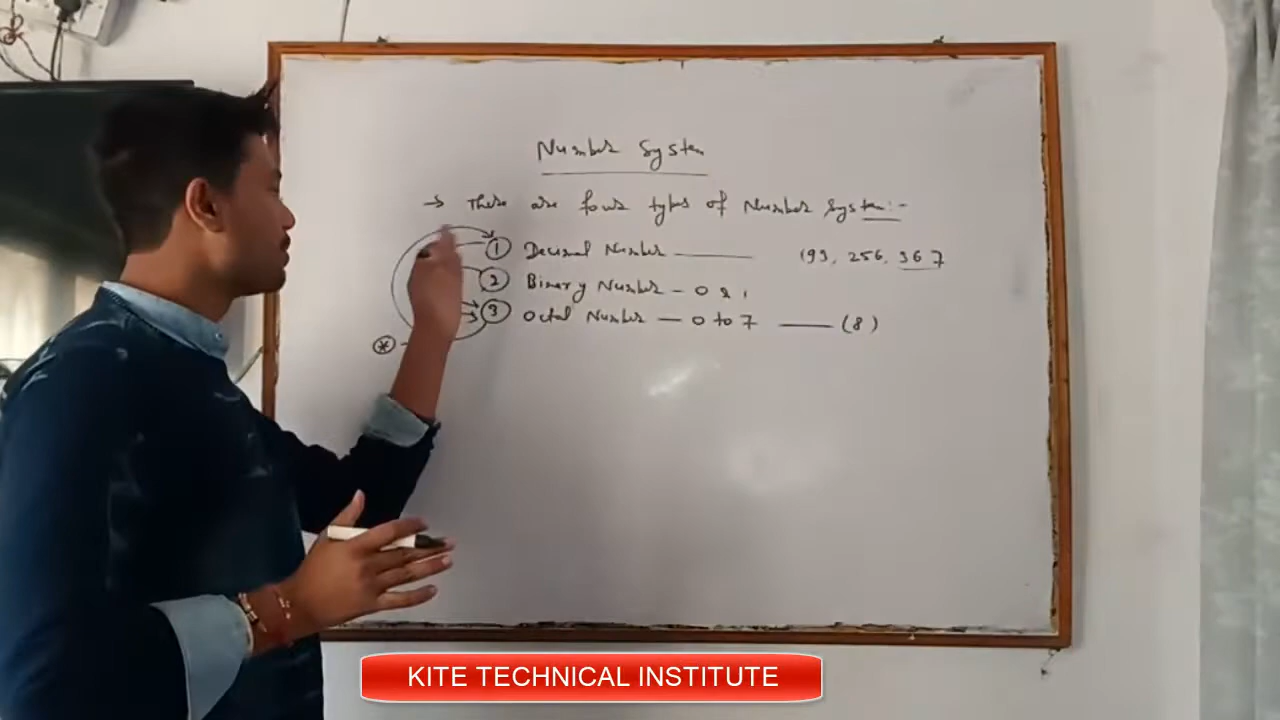 Number System
→ There are four types of Number System :-
① Decimal Number —— 193, 256, 367
② Binary Number - 0 & 1
③ Octal Number — 0 to 7 —— (8)
KITE TECHNICAL INSTITUTE